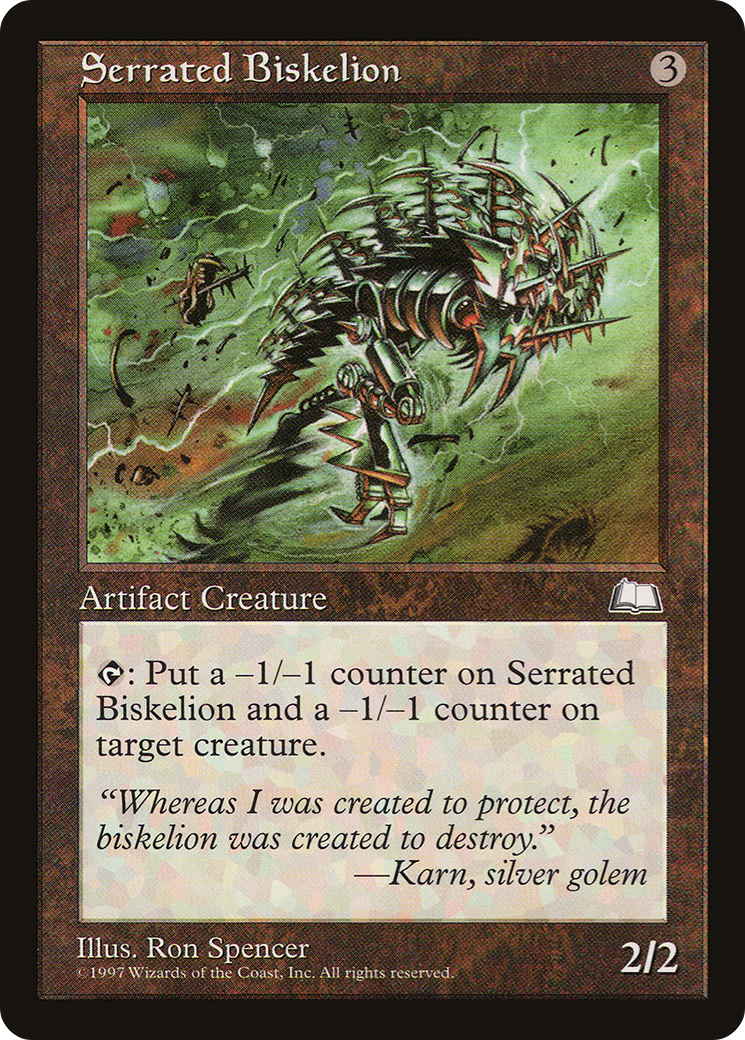 Serrated Biskelion
3
Artifact Creature
: Put a –1/–1 counter on Serrated
Biskelion and a –1/–1 counter on
target creature.
“Whereas I was created to protect, the
biskelion was created to destroy.”
—Karn, silver golem
Illus. Ron Spencer
©1997 Wizards of the Coast, Inc. All rights reserved.
2/2